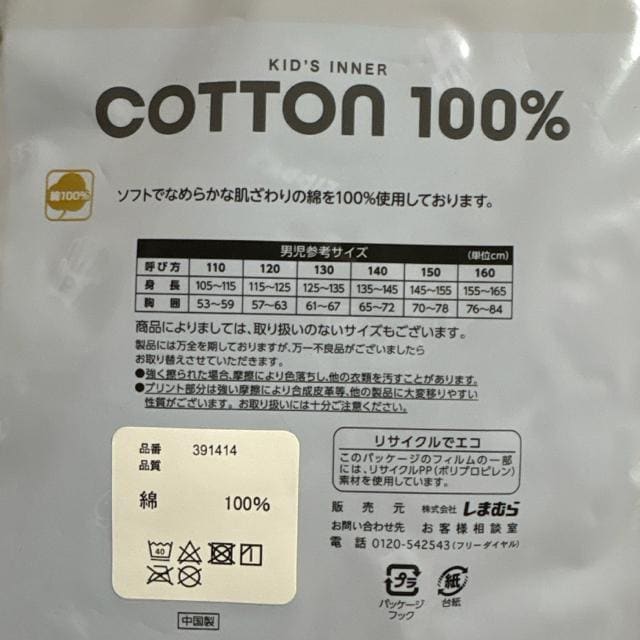 KID'S INNER
COTTON 100%
綿100%
ソフトでなめらかな肌ざわりの綿を100%使用しております。
男児参考サイズ (単位cm)
呼び方 110 120 130 140 150 160
身長 105〜115 115〜125 125〜135 135〜145 145〜155 155〜165
胸囲 53〜59 57〜63 61〜67 65〜72 70〜78 76〜84
商品によりましては、取り扱いのないサイズもございます。
製品には万全を期しておりますが、万一不良品がございましたら
お取り替えさせていただきます。
●強く擦られた場合、摩擦により色落ちし、他の衣類を汚すことがあります。
●プリント部分は強い摩擦により合成皮革等、他の製品に大変移りやすい
性質がございます。お取り扱いには十分ご注意ください。
品番 391414
品質
綿 100%
40
中国製
リサイクルでエコ
このパッケージのフィルムの一部
には、リサイクルPP(ポリプロピレン)
素材を使用しています。
販売元 株式会社 しまむら
お問い合わせ先 お客様相談室
電話 0120-542543(フリーダイヤル)
プラ 紙
パッケージ 台紙
フック